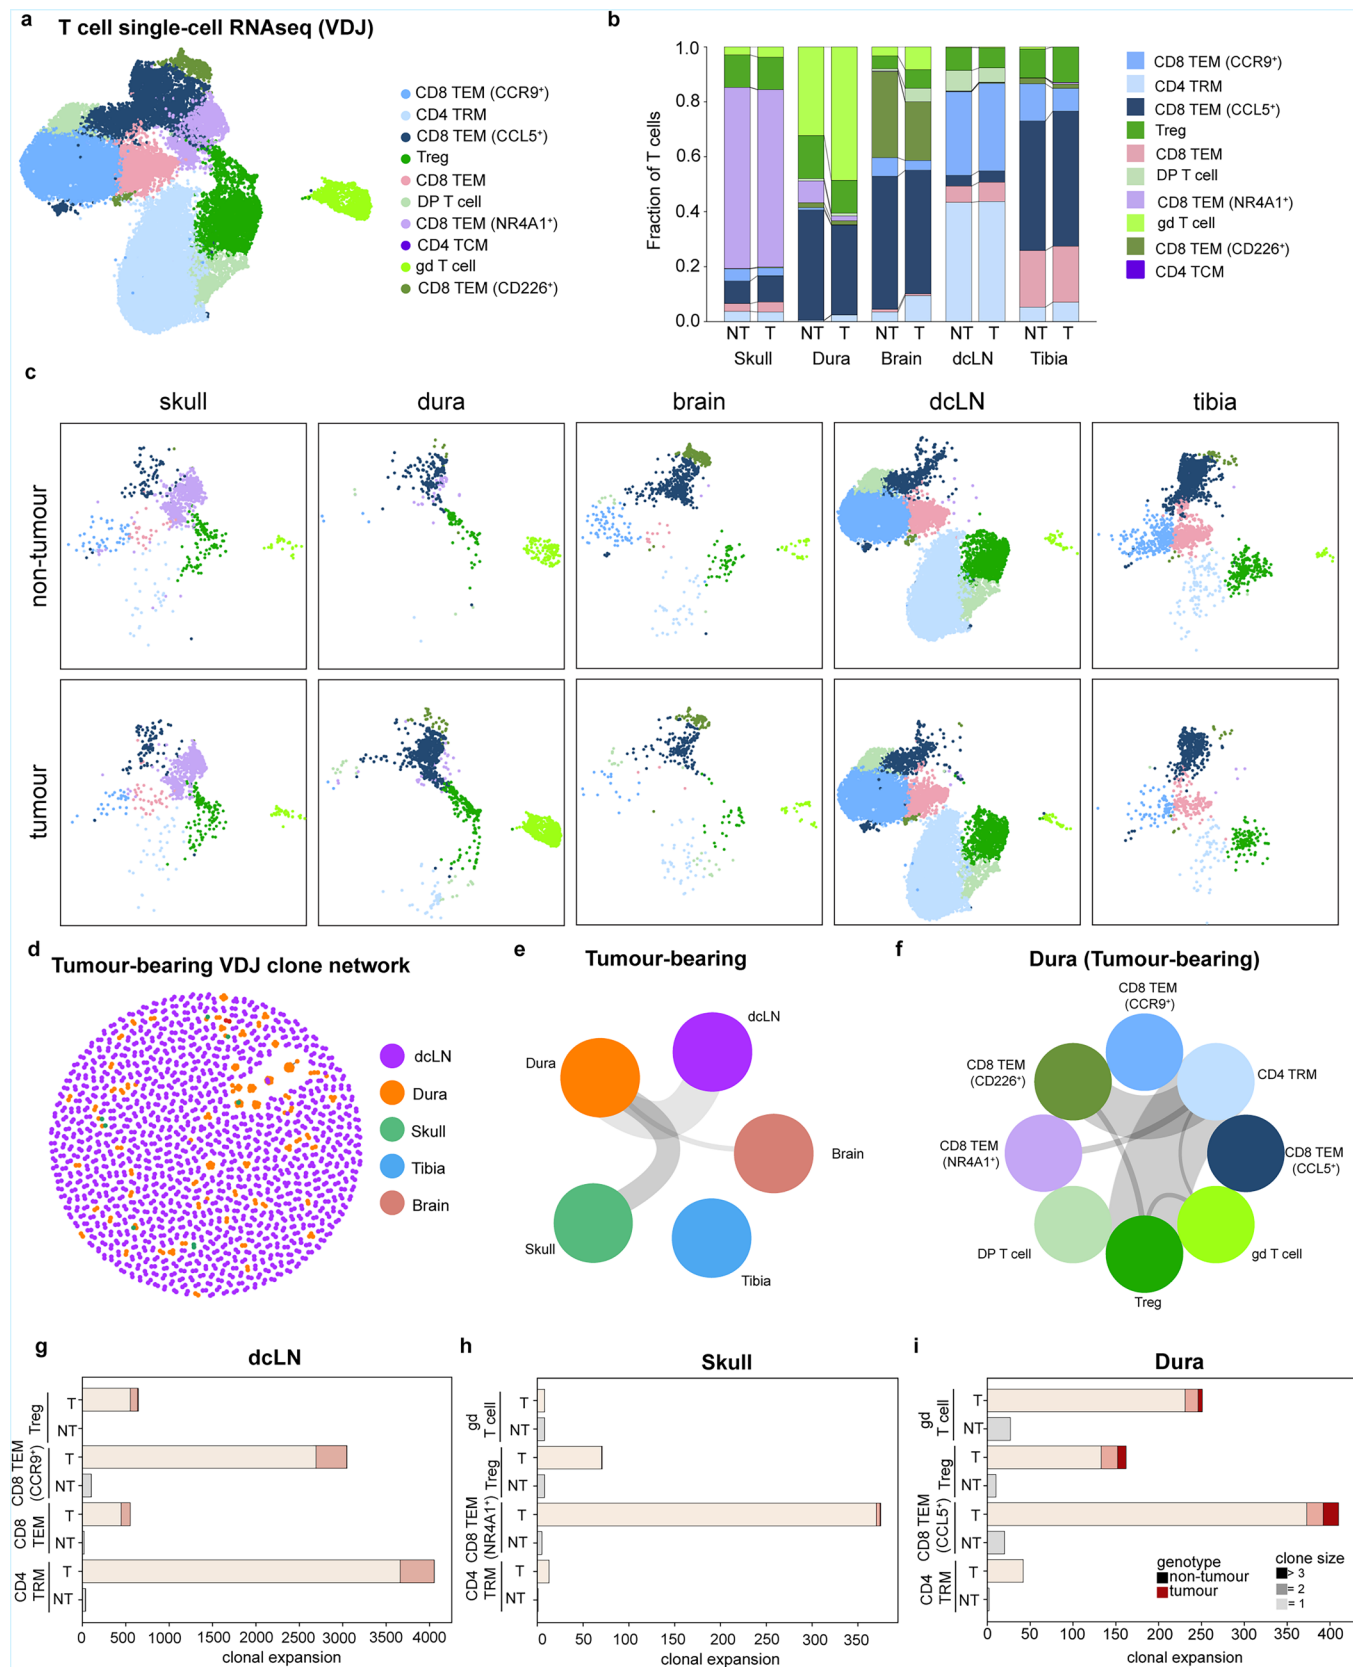 a T cell single-cell RNAseq (VDJ)
CD8 TEM (CCR9⁺)
CD4 TRM
CD8 TEM (CCL5⁺)
Treg
CD8 TEM
DP T cell
CD8 TEM (NR4A1⁺)
CD4 TCM
gd T cell
CD8 TEM (CD226⁺)
b
Fraction of T cells
1.0
0.8
0.6
0.4
0.2
0.0
NT T NT T NT T NT T NT T
Skull Dura Brain dcLN Tibia
CD8 TEM (CCR9⁺)
CD4 TRM
CD8 TEM (CCL5⁺)
Treg
CD8 TEM
DP T cell
CD8 TEM (NR4A1⁺)
gd T cell
CD8 TEM (CD226⁺)
CD4 TCM
c
skull dura brain dcLN tibia
non-tumour
tumour
d Tumour-bearing VDJ clone network
dcLN
Dura
Skull
Tibia
Brain
e Tumour-bearing
dcLN
Dura
Brain
Skull
Tibia
f Dura (Tumour-bearing)
CD8 TEM
(CCR9⁺)
CD8 TEM
(CD226⁺)
CD4 TRM
CD8 TEM
(NR4A1⁺)
CD8 TEM
(CCL5⁺)
DP T cell
gd T cell
Treg
g dcLN
Treg
T
NT
CD8 TEM
(CCR9⁺)
T
NT
CD8
TEM
T
NT
CD4
TRM
T
NT
0 500 1000 1500 2000 2500 3000 3500 4000
clonal expansion
h Skull
gd
T cell
T
NT
Treg
T
NT
CD8 TEM
(NR4A1⁺)
T
NT
CD4
TRM
T
NT
0 50 100 150 200 250 300 350
clonal expansion
i Dura
gd
T cell
T
NT
Treg
T
NT
CD8 TEM
(CCL5⁺)
T
NT
CD4
TRM
T
NT
genotype
non-tumour
tumour
clone size
> 3
= 2
= 1
0 50 100 150 200 250 300 350 400
clonal expansion